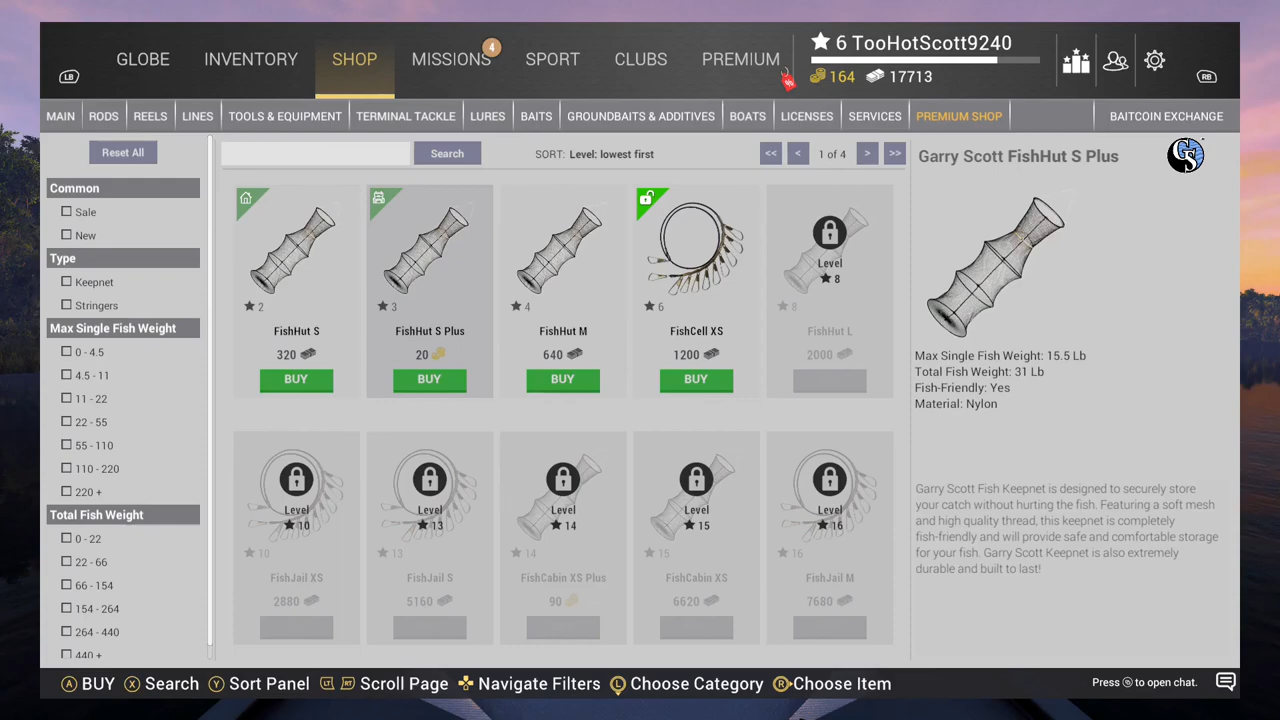 GLOBE INVENTORY SHOP MISSIONS 4 SPORT CLUBS PREMIUM
6 TooHotScott9240
164 17713
LB
RB
MAIN RODS REELS LINES TOOLS & EQUIPMENT TERMINAL TACKLE LURES BAITS GROUNDBAITS & ADDITIVES BOATS LICENSES SERVICES PREMIUM SHOP BAITCOIN EXCHANGE
Reset All
Common
Sale
New
Type
Keepnet
Stringers
Max Single Fish Weight
0 - 4.5
4.5 - 11
11 - 22
22 - 55
55 - 110
110 - 220
220 +
Total Fish Weight
0 - 22
22 - 66
66 - 154
154 - 264
264 - 440
440 +
Search SORT: Level: lowest first << < 1 of 4 > >>
2
FishHut S
320
BUY
3
FishHut S Plus
20
BUY
4
FishHut M
640
BUY
6
FishCell XS
1200
BUY
Level
8
8
FishHut L
2000
Level
10
10
FishJail XS
2880
Level
13
13
FishJail S
5160
Level
14
14
FishCabin XS Plus
90
Level
15
15
FishCabin XS
6620
Level
16
16
FishJail M
7680
Garry Scott FishHut S Plus
GS
Max Single Fish Weight: 15.5 Lb
Total Fish Weight: 31 Lb
Fish-Friendly: Yes
Material: Nylon
Garry Scott Fish Keepnet is designed to securely store
your catch without hurting the fish. Featuring a soft mesh
and high quality thread, this keepnet is completely
fish-friendly and will provide safe and comfortable storage
for your fish. Garry Scott Keepnet is also extremely
durable and built to last!
A BUY X Search Y Sort Panel LT RT Scroll Page Navigate Filters L Choose Category R Choose Item
Press to open chat.